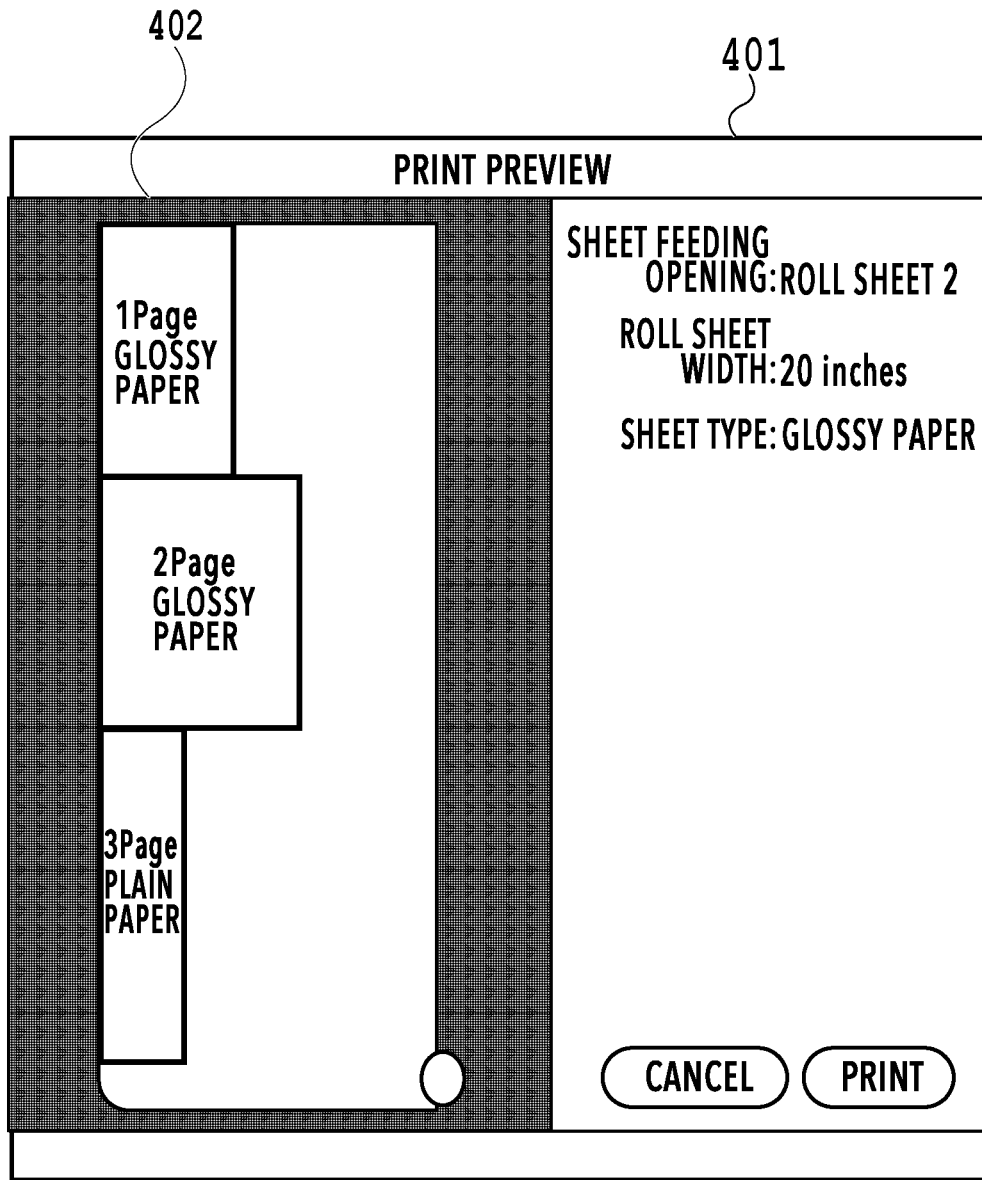 402
401
PRINT PREVIEW
1Page
GLOSSY
PAPER
2Page
GLOSSY
PAPER
3Page
PLAIN
PAPER
SHEET FEEDING
OPENING: ROLL SHEET 2
ROLL SHEET
WIDTH: 20 inches
SHEET TYPE: GLOSSY PAPER
CANCEL
PRINT